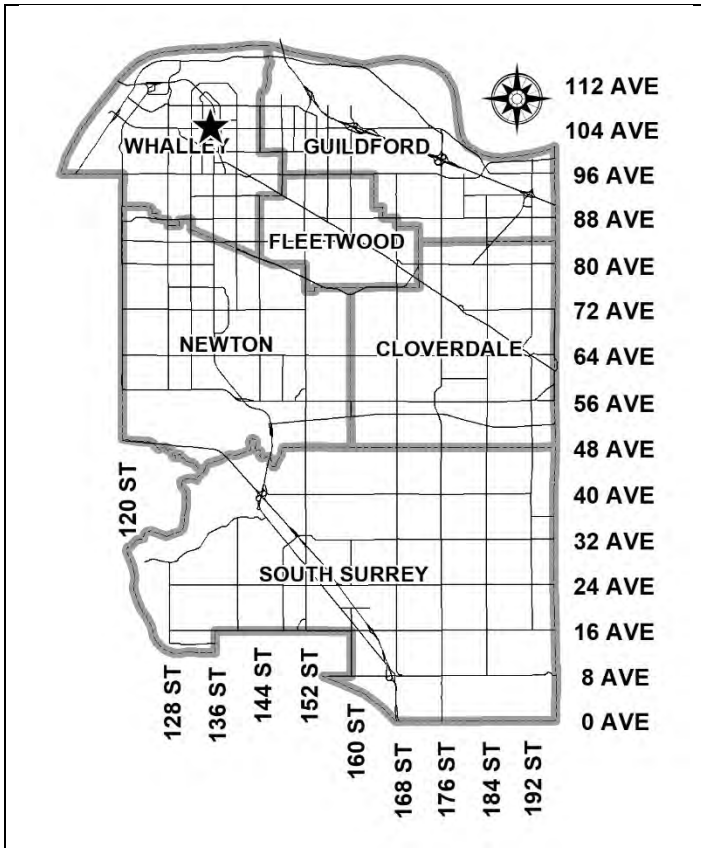 112 AVE
104 AVE
WHALLEY
GUILDFORD
96 AVE
88 AVE
FLEETWOOD
80 AVE
72 AVE
NEWTON
CLOVERDALE
64 AVE
56 AVE
48 AVE
120 ST
40 AVE
32 AVE
SOUTH SURREY
24 AVE
16 AVE
128 ST
136 ST
144 ST
152 ST
160 ST
8 AVE
0 AVE
168 ST
176 ST
184 ST
192 ST